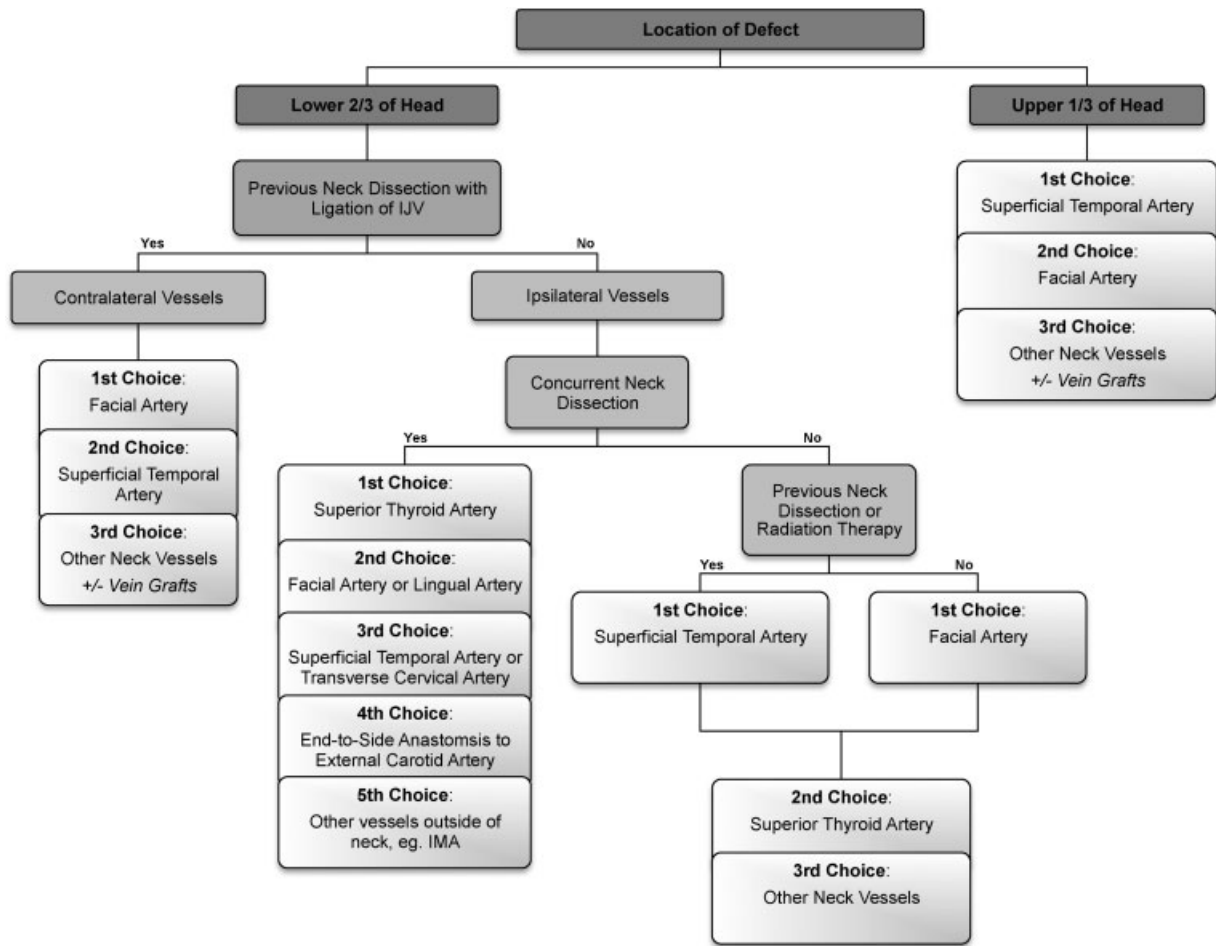 Location of Defect
Lower 2/3 of Head
Upper 1/3 of Head
Previous Neck Dissection with
Ligation of IJV
1st Choice:
Superficial Temporal Artery
2nd Choice:
Facial Artery
3rd Choice:
Other Neck Vessels
+/- Vein Grafts
Yes
No
Contralateral Vessels
Ipsilateral Vessels
1st Choice:
Facial Artery
2nd Choice:
Superficial Temporal
Artery
3rd Choice:
Other Neck Vessels
+/- Vein Grafts
Concurrent Neck
Dissection
Yes
No
1st Choice:
Superior Thyroid Artery
2nd Choice:
Facial Artery or Lingual Artery
3rd Choice:
Superficial Temporal Artery or
Transverse Cervical Artery
4th Choice:
End-to-Side Anastomsis to
External Carotid Artery
5th Choice:
Other vessels outside of
neck, eg. IMA
Previous Neck
Dissection or
Radiation Therapy
Yes
No
1st Choice:
Superficial Temporal Artery
1st Choice:
Facial Artery
2nd Choice:
Superior Thyroid Artery
3rd Choice:
Other Neck Vessels